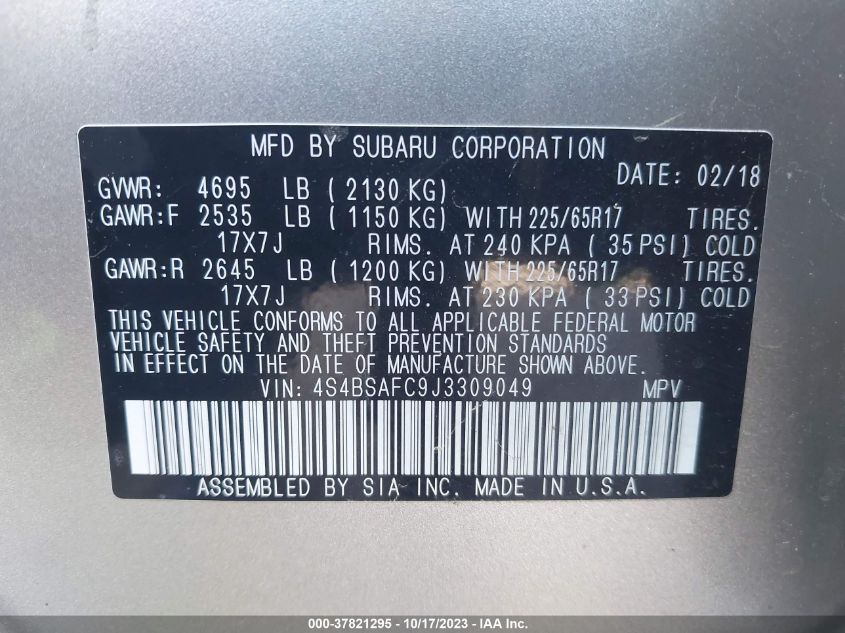 MFD BY SUBARU CORPORATION
DATE: 02/18
GVWR: 4695 LB ( 2130 KG)
GAWR:F 2535 LB ( 1150 KG) WITH 225/65R17 TIRES.
17X7J RIMS. AT 240 KPA ( 35 PSI) COLD
GAWR:R 2645 LB ( 1200 KG) WITH 225/65R17 TIRES.
17X7J RIMS. AT 230 KPA ( 33 PSI) COLD
THIS VEHICLE CONFORMS TO ALL APPLICABLE FEDERAL MOTOR
VEHICLE SAFETY AND THEFT PREVENTION STANDARDS
IN EFFECT ON THE DATE OF MANUFACTURE SHOWN ABOVE.
VIN: 4S4BSAFC9J3309049 MPV
ASSEMBLED BY SIA INC. MADE IN U.S.A.
000-37821295 - 10/17/2023 - IAA Inc.